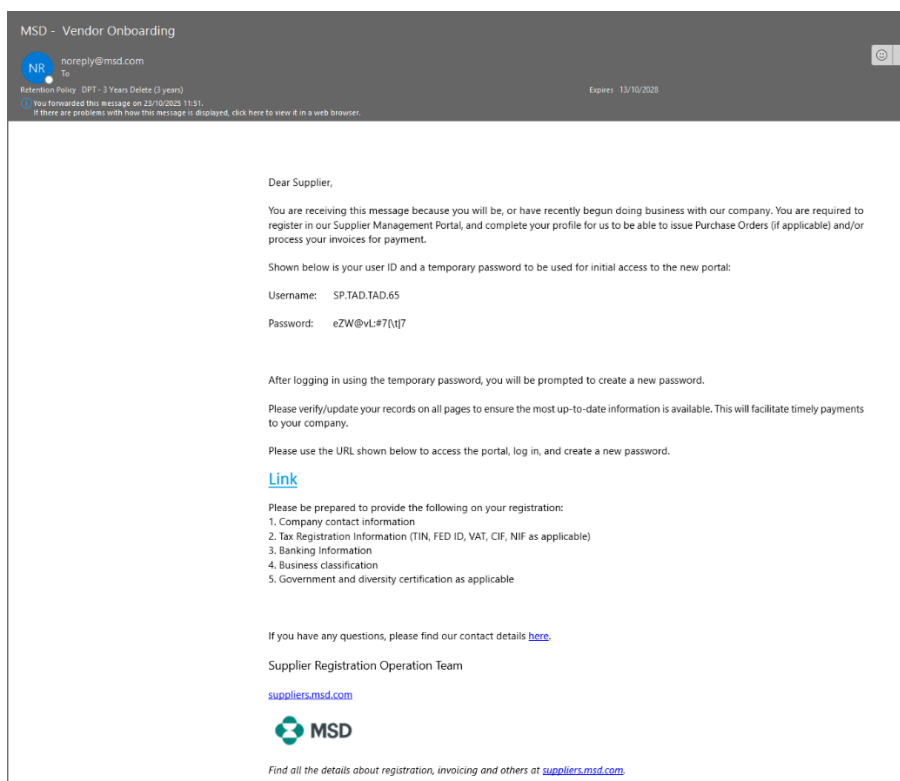 MSD - Vendor Onboarding
NR
noreply@msd.com
To
Retention Policy DPT - 3 Years Delete (3 years)
Expires 13/10/2028
You forwarded this message on 23/10/2025 11:51.
If there are problems with how this message is displayed, click here to view it in a web browser.
Dear Supplier,
You are receiving this message because you will be, or have recently begun doing business with our company. You are required to
register in our Supplier Management Portal, and complete your profile for us to be able to issue Purchase Orders (if applicable) and/or
process your invoices for payment.
Shown below is your user ID and a temporary password to be used for initial access to the new portal:
Username: SP.TAD.TAD.65
Password:
After logging in using the temporary password, you will be prompted to create a new password.
Please verify/update your records on all pages to ensure the most up-to-date information is available. This will facilitate timely payments
to your company.
Please use the URL shown below to access the portal, log in, and create a new password.
Link
Please be prepared to provide the following on your registration:
1. Company contact information
2. Tax Registration Information (TIN, FED ID, VAT, CIF, NIF as applicable)
3. Banking Information
4. Business classification
5. Government and diversity certification as applicable
If you have any questions, please find our contact details here.
Supplier Registration Operation Team
suppliers.msd.com
MSD
Find all the details about registration, invoicing and others at suppliers.msd.com.